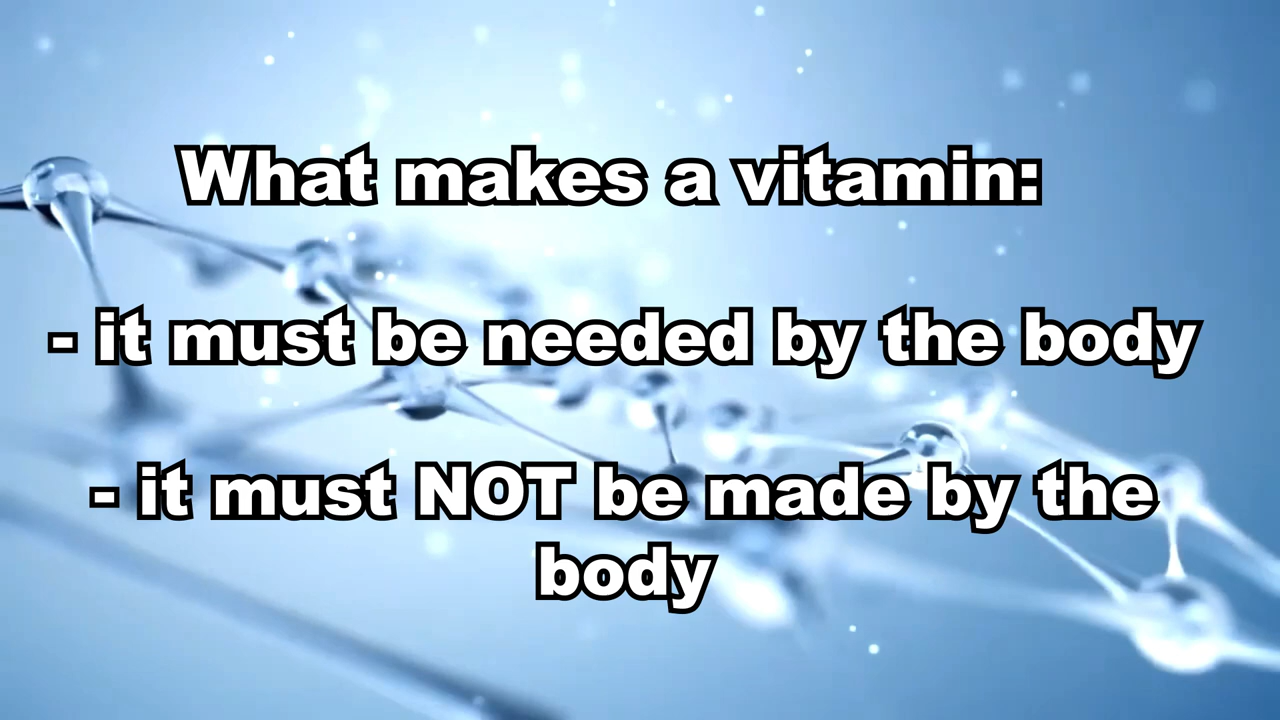 What makes a vitamin:
- it must be needed by the body
- it must NOT be made by the
body